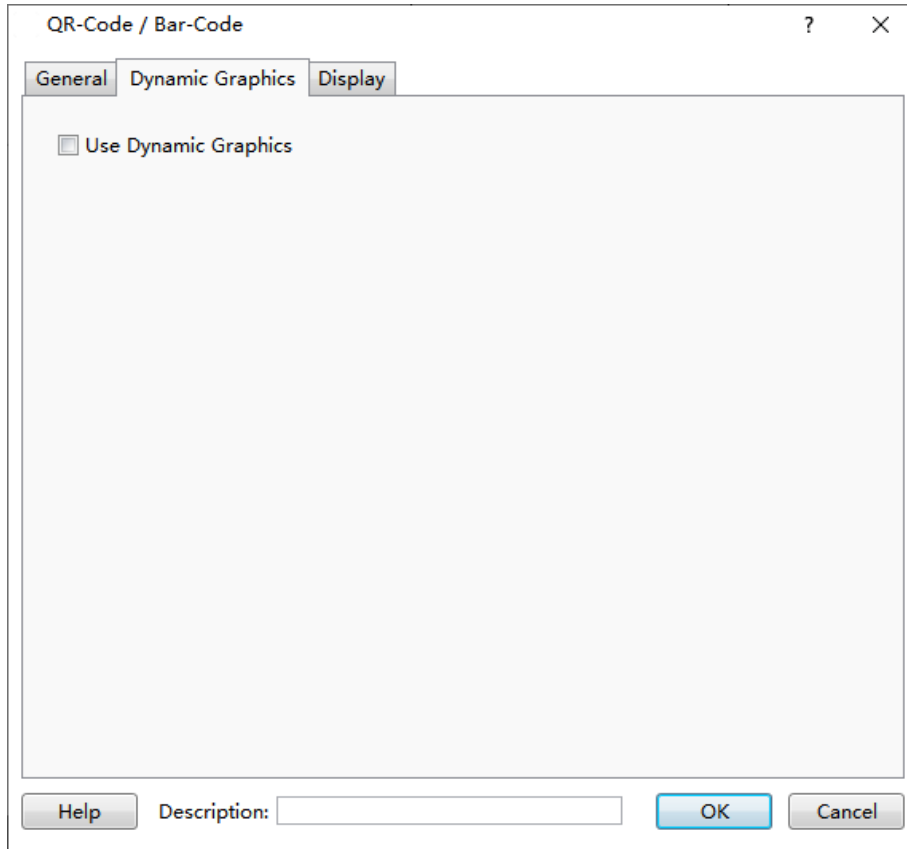 QR-Code / Bar-Code ?
General Dynamic Graphics Display
Use Dynamic Graphics
Help Description: OK Cancel